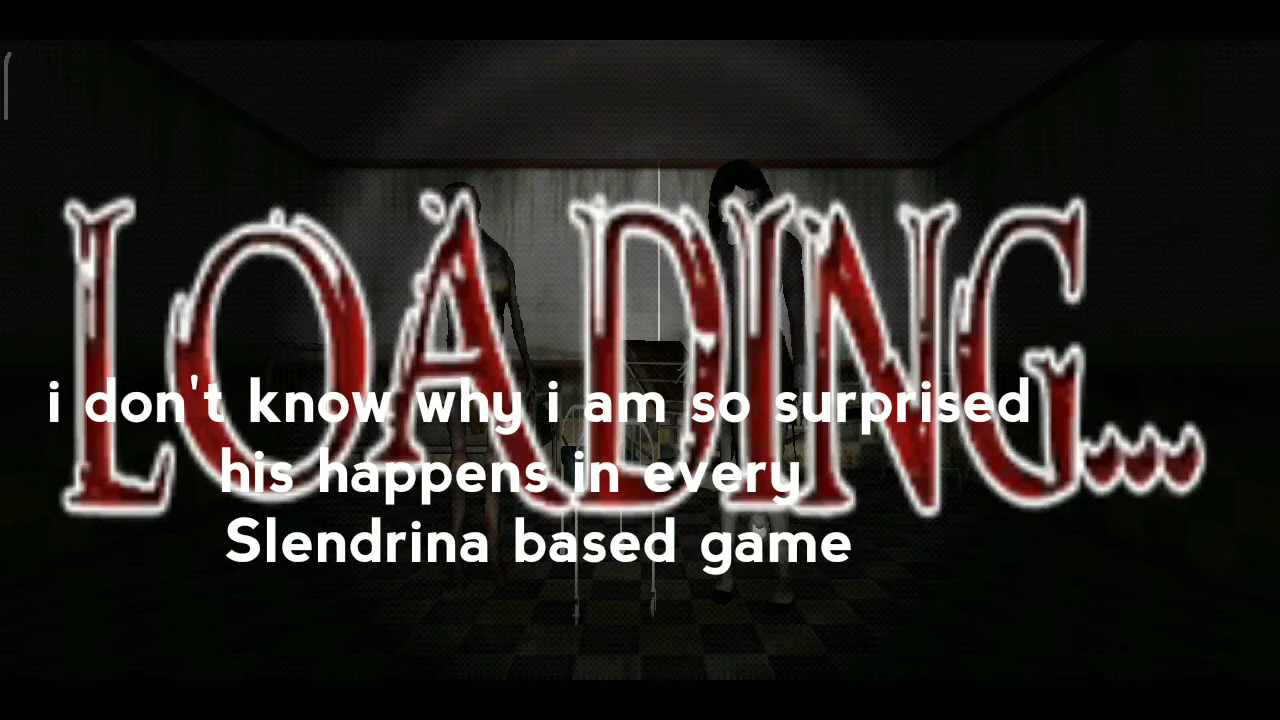 LOADING...
i don't know why i am so surprised
his happens in every
Slendrina based game